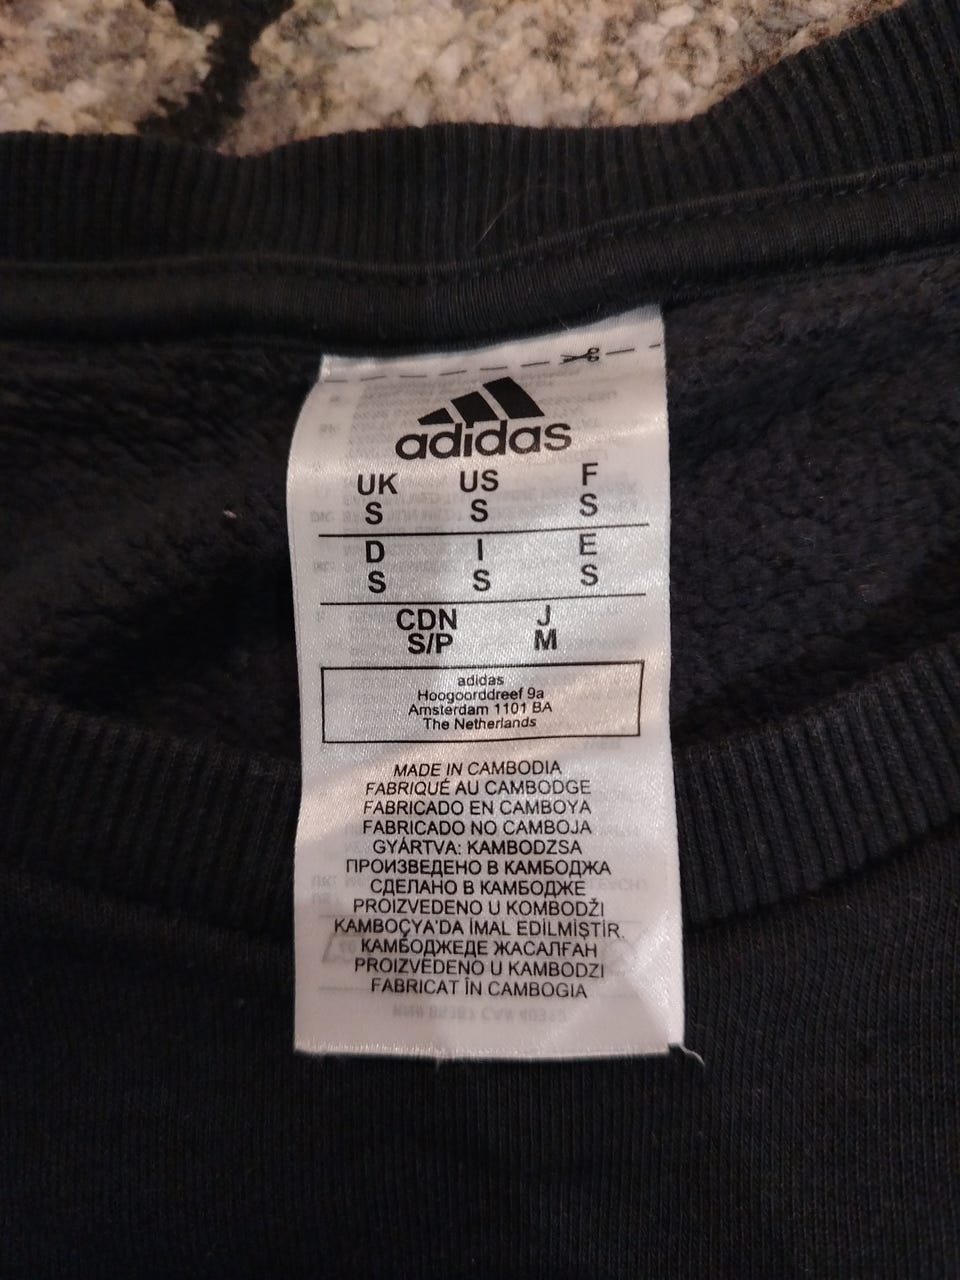 adidas
UK US F
S S S
D I E
S S S
CDN J
S/P M
adidas
Hoogoorddreef 9a
Amsterdam 1101 BA
The Netherlands
MADE IN CAMBODIA
FABRIQUÉ AU CAMBODGE
FABRICADO EN CAMBOYA
FABRICADO NO CAMBOJA
GYÁRTVA: KAMBODZSA
ПРОИЗВЕДЕНО В КАМБОДЖА
СДЕЛАНО В КАМБОДЖЕ
PROIZVEDENO U KOMBODŽI
KAMBOÇYA'DA İMAL EDİLMİŞTİR.
КАМБОДЖЕДЕ ЖАСАЛҒАН
PROIZVEDENO U KAMBODZI
FABRICAT ÎN CAMBOGIA